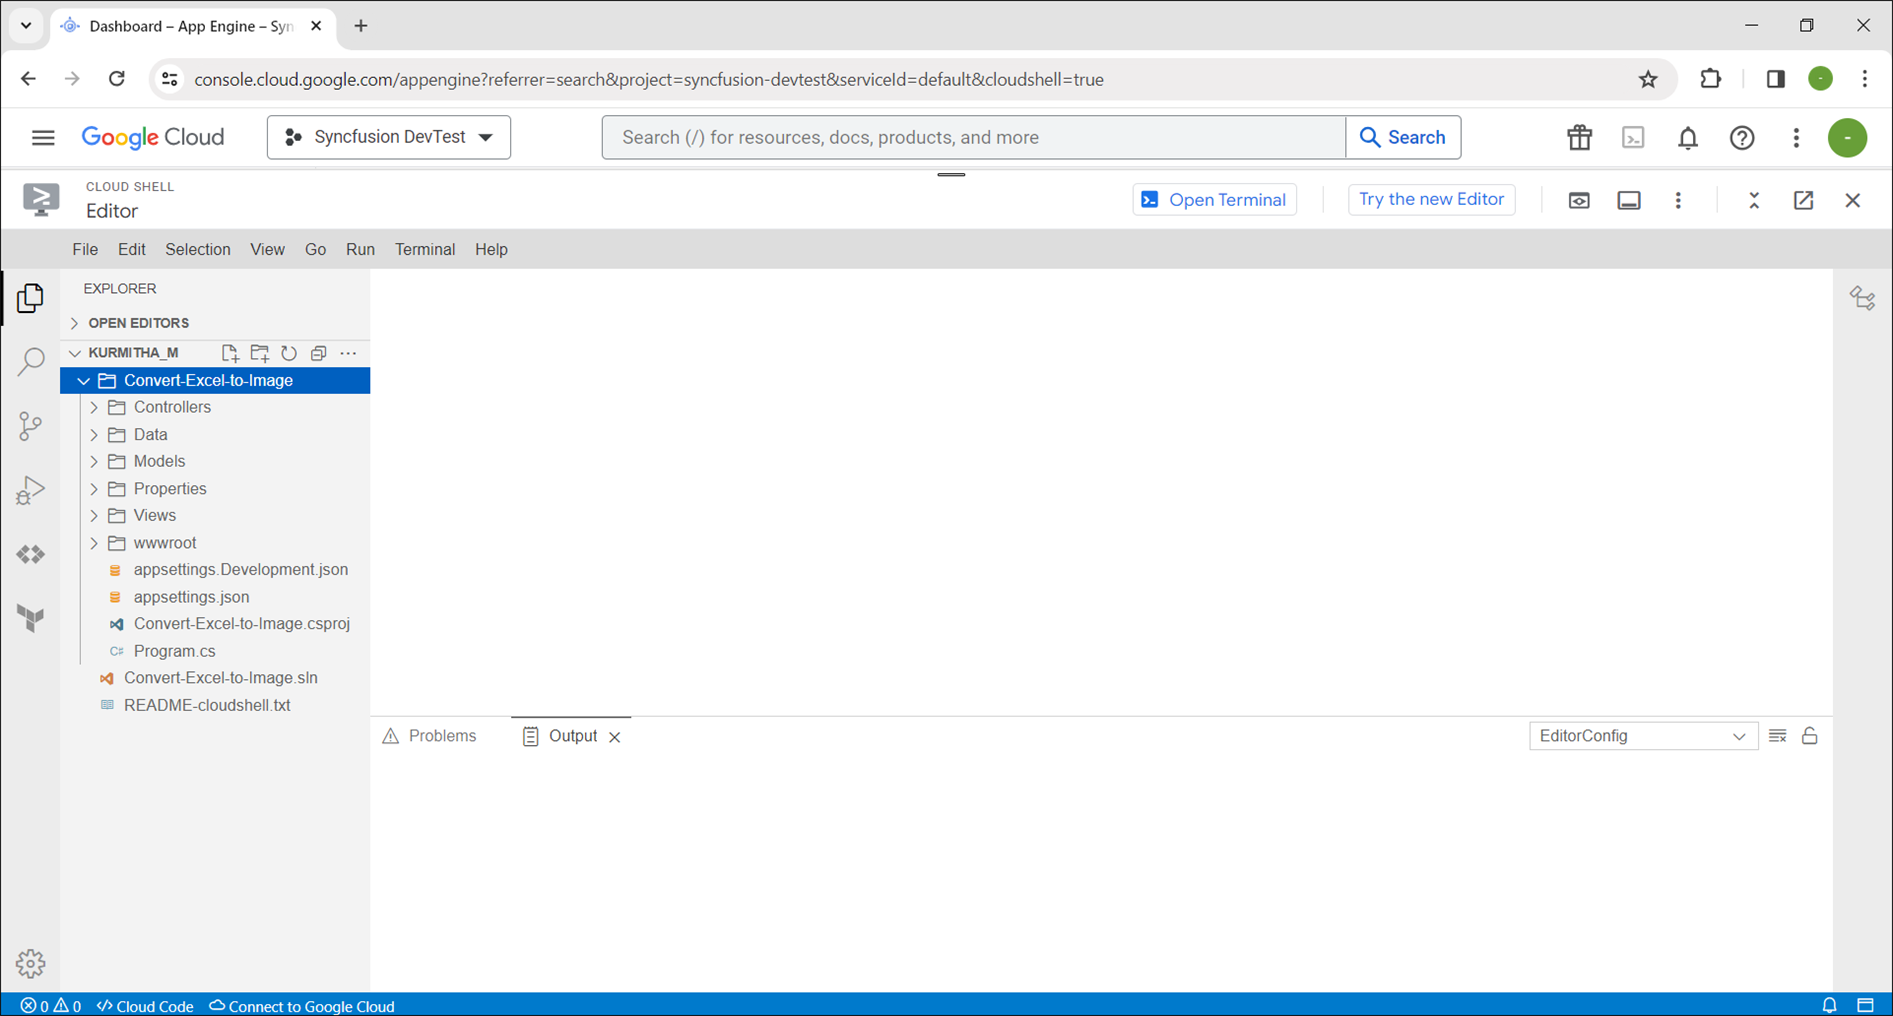 Dashboard – App Engine – Syn
console.cloud.google.com/appengine?referrer=search&project=syncfusion-devtest&serviceId=default&cloudshell=true
Google Cloud
Syncfusion DevTest
Search (/) for resources, docs, products, and more
Search
CLOUD SHELL
Editor
Open Terminal
Try the new Editor
File Edit Selection View Go Run Terminal Help
EXPLORER
OPEN EDITORS
KURMITHA_M
Convert-Excel-to-Image
Controllers
Data
Models
Properties
Views
wwwroot
appsettings.Development.json
appsettings.json
Convert-Excel-to-Image.csproj
C# Program.cs
Convert-Excel-to-Image.sln
README-cloudshell.txt
Problems
Output
EditorConfig
0 0 </> Cloud Code Connect to Google Cloud